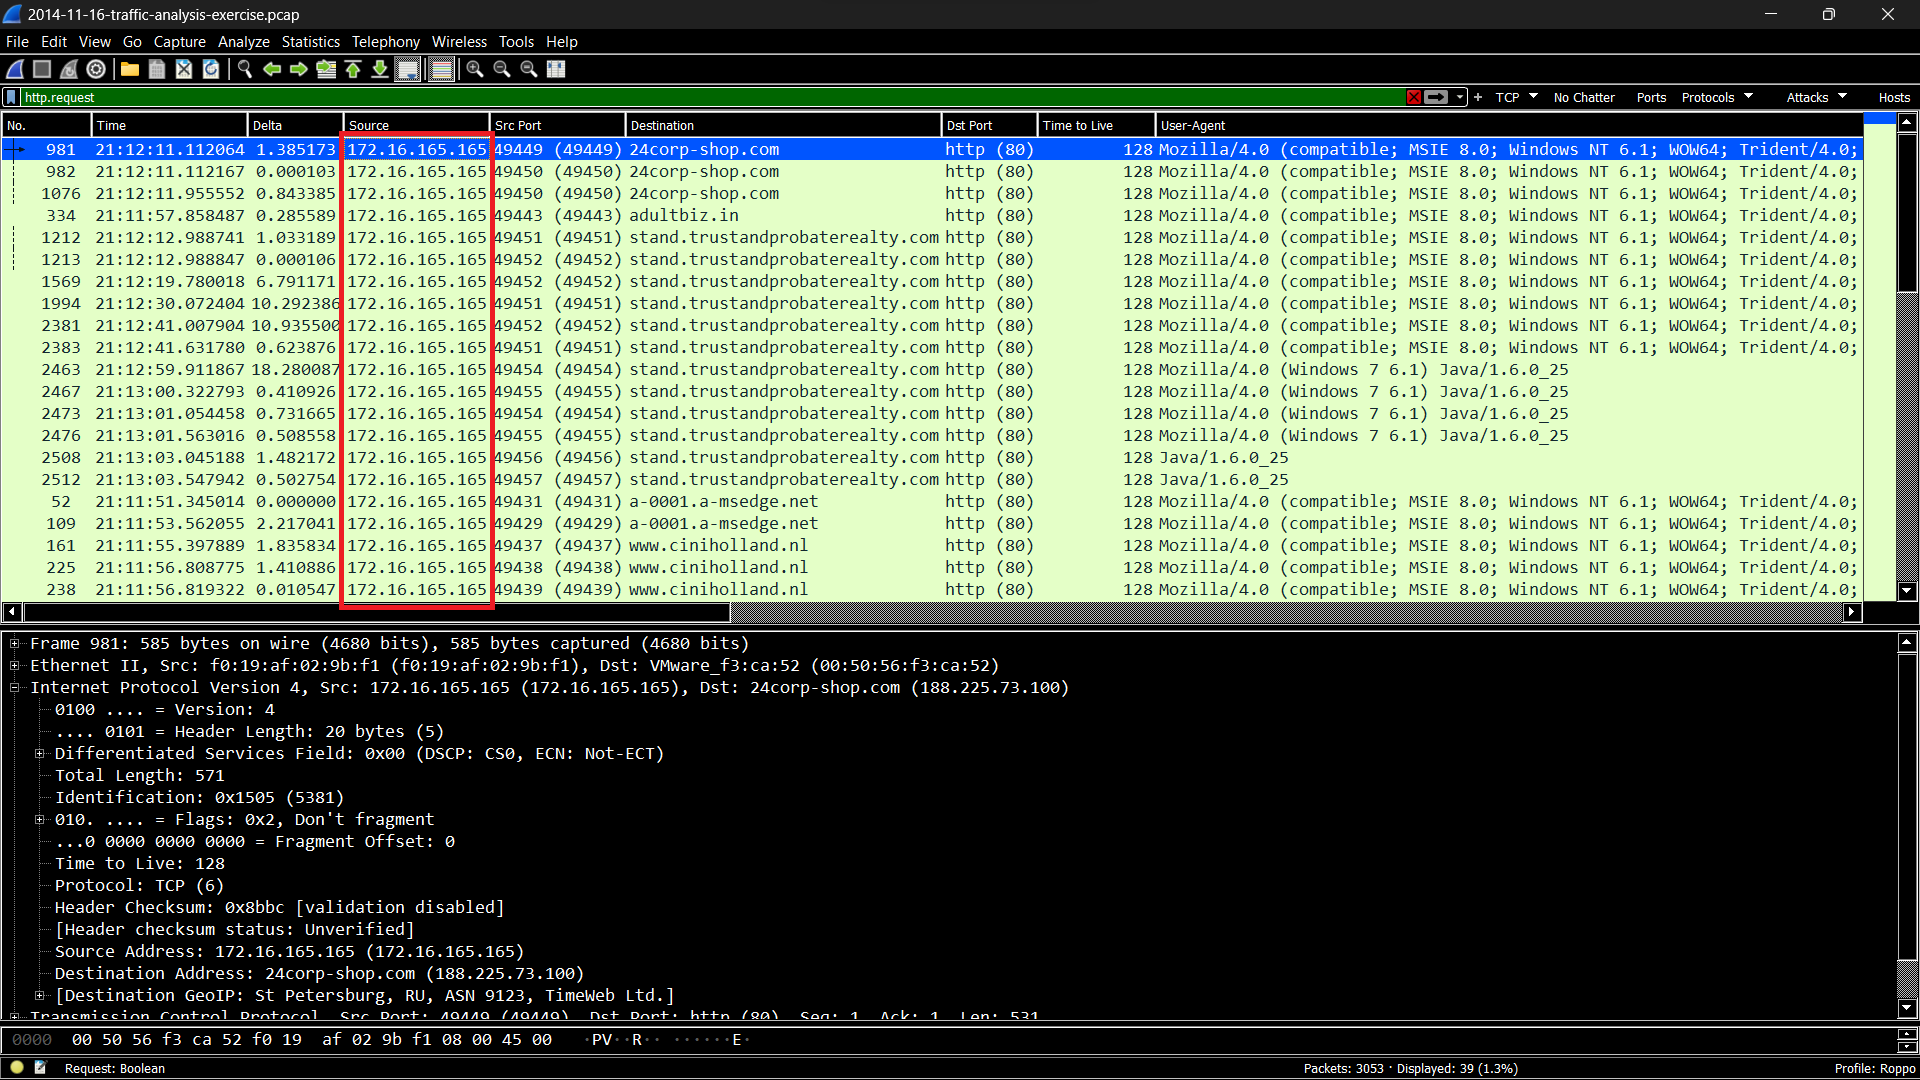 2014-11-16-traffic-analysis-exercise.pcap
File Edit View Go Capture Analyze Statistics Telephony Wireless Tools Help
http.request + TCP No Chatter Ports Protocols Attacks Hosts
No. Time Delta Source Src Port Destination Dst Port Time to Live User-Agent
981 21:12:11.112064 1.385173 172.16.165.165 49449 (49449) 24corp-shop.com http (80) 128 Mozilla/4.0 (compatible; MSIE 8.0; Windows NT 6.1; WOW64; Trident/4.0;
982 21:12:11.112167 0.000103 172.16.165.165 49450 (49450) 24corp-shop.com http (80) 128 Mozilla/4.0 (compatible; MSIE 8.0; Windows NT 6.1; WOW64; Trident/4.0;
1076 21:12:11.955552 0.843385 172.16.165.165 49450 (49450) 24corp-shop.com http (80) 128 Mozilla/4.0 (compatible; MSIE 8.0; Windows NT 6.1; WOW64; Trident/4.0;
334 21:11:57.858487 0.285589 172.16.165.165 49443 (49443) adultbiz.in http (80) 128 Mozilla/4.0 (compatible; MSIE 8.0; Windows NT 6.1; WOW64; Trident/4.0;
1212 21:12:12.988741 1.033189 172.16.165.165 49451 (49451) stand.trustandprobaterealty.com http (80) 128 Mozilla/4.0 (compatible; MSIE 8.0; Windows NT 6.1; WOW64; Trident/4.0;
1213 21:12:12.988847 0.000106 172.16.165.165 49452 (49452) stand.trustandprobaterealty.com http (80) 128 Mozilla/4.0 (compatible; MSIE 8.0; Windows NT 6.1; WOW64; Trident/4.0;
1569 21:12:19.780018 6.791171 172.16.165.165 49452 (49452) stand.trustandprobaterealty.com http (80) 128 Mozilla/4.0 (compatible; MSIE 8.0; Windows NT 6.1; WOW64; Trident/4.0;
1994 21:12:30.072404 10.292386 172.16.165.165 49451 (49451) stand.trustandprobaterealty.com http (80) 128 Mozilla/4.0 (compatible; MSIE 8.0; Windows NT 6.1; WOW64; Trident/4.0;
2381 21:12:41.007904 10.935500 172.16.165.165 49452 (49452) stand.trustandprobaterealty.com http (80) 128 Mozilla/4.0 (compatible; MSIE 8.0; Windows NT 6.1; WOW64; Trident/4.0;
2383 21:12:41.631780 0.623876 172.16.165.165 49451 (49451) stand.trustandprobaterealty.com http (80) 128 Mozilla/4.0 (compatible; MSIE 8.0; Windows NT 6.1; WOW64; Trident/4.0;
2463 21:12:59.911867 18.280087 172.16.165.165 49454 (49454) stand.trustandprobaterealty.com http (80) 128 Mozilla/4.0 (Windows 7 6.1) Java/1.6.0_25
2467 21:13:00.322793 0.410926 172.16.165.165 49455 (49455) stand.trustandprobaterealty.com http (80) 128 Mozilla/4.0 (Windows 7 6.1) Java/1.6.0_25
2473 21:13:01.054458 0.731665 172.16.165.165 49454 (49454) stand.trustandprobaterealty.com http (80) 128 Mozilla/4.0 (Windows 7 6.1) Java/1.6.0_25
2476 21:13:01.563016 0.508558 172.16.165.165 49455 (49455) stand.trustandprobaterealty.com http (80) 128 Mozilla/4.0 (Windows 7 6.1) Java/1.6.0_25
2508 21:13:03.045188 1.482172 172.16.165.165 49456 (49456) stand.trustandprobaterealty.com http (80) 128 Java/1.6.0_25
2512 21:13:03.547942 0.502754 172.16.165.165 49457 (49457) stand.trustandprobaterealty.com http (80) 128 Java/1.6.0_25
52 21:11:51.345014 0.000000 172.16.165.165 49431 (49431) a-0001.a-msedge.net http (80) 128 Mozilla/4.0 (compatible; MSIE 8.0; Windows NT 6.1; WOW64; Trident/4.0;
109 21:11:53.562055 2.217041 172.16.165.165 49429 (49429) a-0001.a-msedge.net http (80) 128 Mozilla/4.0 (compatible; MSIE 8.0; Windows NT 6.1; WOW64; Trident/4.0;
161 21:11:55.397889 1.835834 172.16.165.165 49437 (49437) www.ciniholland.nl http (80) 128 Mozilla/4.0 (compatible; MSIE 8.0; Windows NT 6.1; WOW64; Trident/4.0;
225 21:11:56.808775 1.410886 172.16.165.165 49438 (49438) www.ciniholland.nl http (80) 128 Mozilla/4.0 (compatible; MSIE 8.0; Windows NT 6.1; WOW64; Trident/4.0;
238 21:11:56.819322 0.010547 172.16.165.165 49439 (49439) www.ciniholland.nl http (80) 128 Mozilla/4.0 (compatible; MSIE 8.0; Windows NT 6.1; WOW64; Trident/4.0;
Frame 981: 585 bytes on wire (4680 bits), 585 bytes captured (4680 bits)
Ethernet II, Src: f0:19:af:02:9b:f1 (f0:19:af:02:9b:f1), Dst: VMware_f3:ca:52 (00:50:56:f3:ca:52)
Internet Protocol Version 4, Src: 172.16.165.165 (172.16.165.165), Dst: 24corp-shop.com (188.225.73.100)
0100 .... = Version: 4
.... 0101 = Header Length: 20 bytes (5)
Differentiated Services Field: 0x00 (DSCP: CS0, ECN: Not-ECT)
Total Length: 571
Identification: 0x1505 (5381)
010. .... = Flags: 0x2, Don't fragment
...0 0000 0000 0000 = Fragment Offset: 0
Time to Live: 128
Protocol: TCP (6)
Header Checksum: 0x8bbc [validation disabled]
[Header checksum status: Unverified]
Source Address: 172.16.165.165 (172.16.165.165)
Destination Address: 24corp-shop.com (188.225.73.100)
[Destination GeoIP: St Petersburg, RU, ASN 9123, TimeWeb Ltd.]
Transmission Control Protocol, Src Port: 49449 (49449), Dst Port: http (80), Seq: 1, Ack: 1, Len: 531
0000 00 50 56 f3 ca 52 f0 19 af 02 9b f1 08 00 45 00 ·PV··R·· ······E·
Request: Boolean Packets: 3053 · Displayed: 39 (1.3%) Profile: Roppo